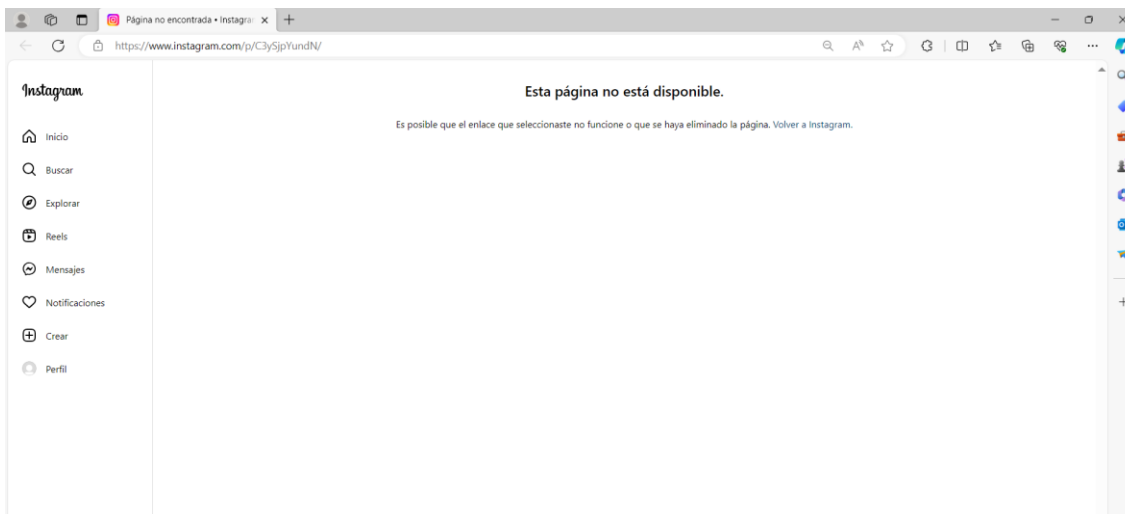 Página no encontrada • Instagra
https://www.instagram.com/p/C3ySjpYundN/
Instagram
Esta página no está disponible.
Es posible que el enlace que seleccionaste no funcione o que se haya eliminado la página. Volver a Instagram.
Inicio
Buscar
Explorar
Reels
Mensajes
Notificaciones
Crear
Perfil